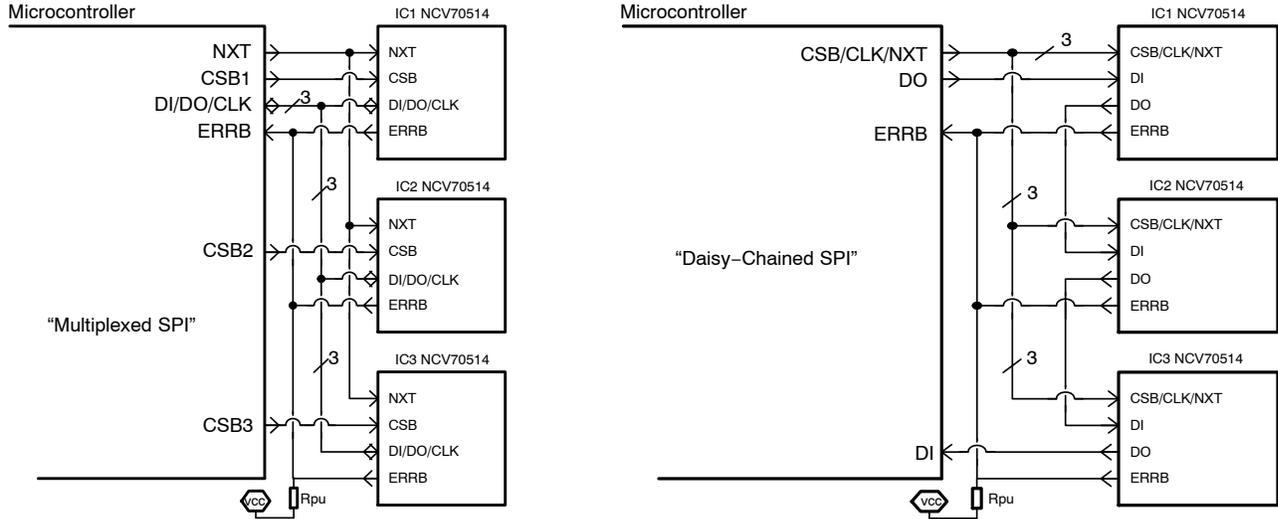 Microcontroller
IC1 NCV70514
NXT
NXT
CSB1
CSB
DI/DO/CLK
3
DI/DO/CLK
ERRB
ERRB
3
IC2 NCV70514
NXT
CSB2
CSB
DI/DO/CLK
ERRB
“Multiplexed SPI”
3
IC3 NCV70514
NXT
CSB3
CSB
DI/DO/CLK
ERRB
VCC
Rpu
Microcontroller
IC1 NCV70514
CSB/CLK/NXT
3
CSB/CLK/NXT
DO
DI
DO
ERRB
ERRB
3
IC2 NCV70514
CSB/CLK/NXT
“Daisy−Chained SPI”
DI
DO
ERRB
3
IC3 NCV70514
CSB/CLK/NXT
DI
DI
DO
ERRB
VCC
Rpu